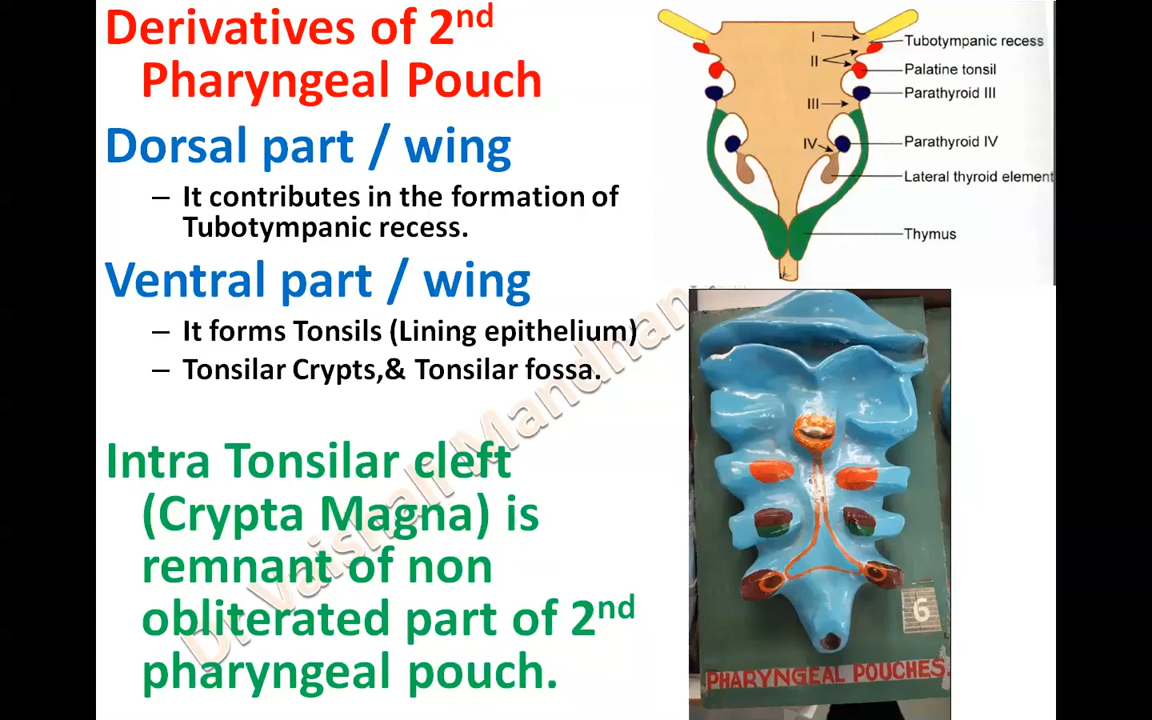 Derivatives of 2nd
Pharyngeal Pouch
Dorsal part / wing
– It contributes in the formation of
Tubotympanic recess.
Ventral part / wing
– It forms Tonsils (Lining epithelium)
– Tonsilar Crypts,& Tonsilar fossa.
Intra Tonsilar cleft
(Crypta Magna) is
remnant of non
obliterated part of 2nd
pharyngeal pouch.
I
II
III
IV
Tubotympanic recess
Palatine tonsil
Parathyroid III
Parathyroid IV
Lateral thyroid element
Thymus
6
PHARYNGEAL POUCHES.
Dr Vaishali Mandhan